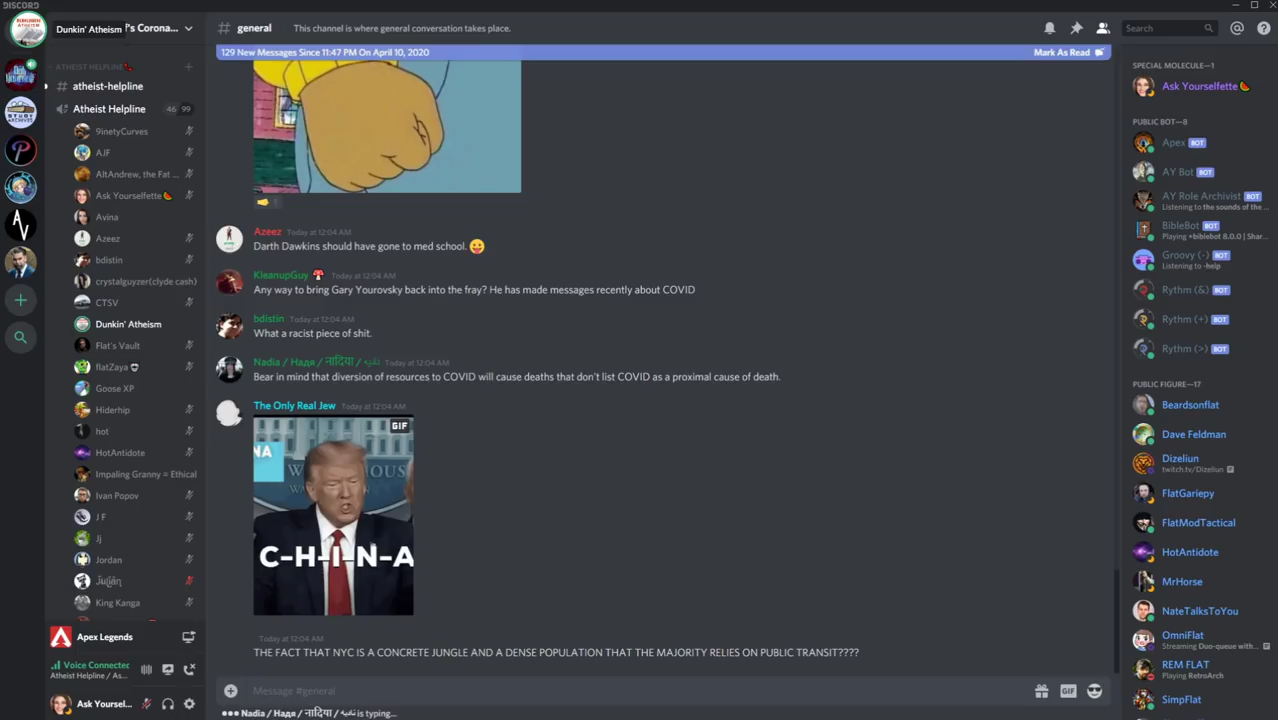 DISCORD
Dunkin' Atheism
's Corona...
# general
This channel is where general conversation takes place.
Search
129 New Messages Since 11:47 PM On April 10, 2020
Mark As Read
ATHEIST HELPLINE
# atheist-helpline
Atheist Helpline
46 99
9inetyCurves
AJF
AltAndrew, the Fat ...
Ask Yourselfette
Avina
Azeez
bdistin
crystalguyzer(clyde cash)
CTSV
Dunkin' Atheism
Flat's Vault
flatZaya
Goose XP
Hiderhip
hot
HotAntidote
Impaling Granny = Ethical
Ivan Popov
J F
Jj
Jordan
King Kanga
Apex Legends
Voice Connected
Atheist Helpline / As...
Ask Yoursel...
1
Azeez Today at 12:04 AM
Darth Dawkins should have gone to med school.
KleanupGuy Today at 12:04 AM
Any way to bring Gary Yourovsky back into the fray? He has made messages recently about COVID
bdistin Today at 12:04 AM
What a racist piece of shit.
Nadia / Надя / नादिया / نادیہ Today at 12:04 AM
Bear in mind that diversion of resources to COVID will cause deaths that don't list COVID as a proximal cause of death.
The Only Real Jew Today at 12:04 AM
GIF
NA
C-H-I-N-A
Today at 12:04 AM
THE FACT THAT NYC IS A CONCRETE JUNGLE AND A DENSE POPULATION THAT THE MAJORITY RELIES ON PUBLIC TRANSIT????
Message #general
GIF
Nadia / Надя / नादिया / نادیہ is typing...
SPECIAL MOLECULE—1
Ask Yourselfette
PUBLIC BOT—8
Apex BOT
AY Bot BOT
AY Role Archivist BOT
Listening to the sounds of the...
BibleBot BOT
Playing +biblebot 8.0.0 | Shar...
Groovy (-) BOT
Listening to -help
Rythm (&) BOT
Rythm (+) BOT
Rythm (>) BOT
PUBLIC FIGURE—17
Beardsonflat
Dave Feldman
Dizeliun
twitch.tv/Dizeliun
FlatGariepy
FlatModTactical
HotAntidote
MrHorse
NateTalksToYou
OmniFlat
Streaming Duo-queue with...
REM FLAT
Playing RetroArch
SimpFlat